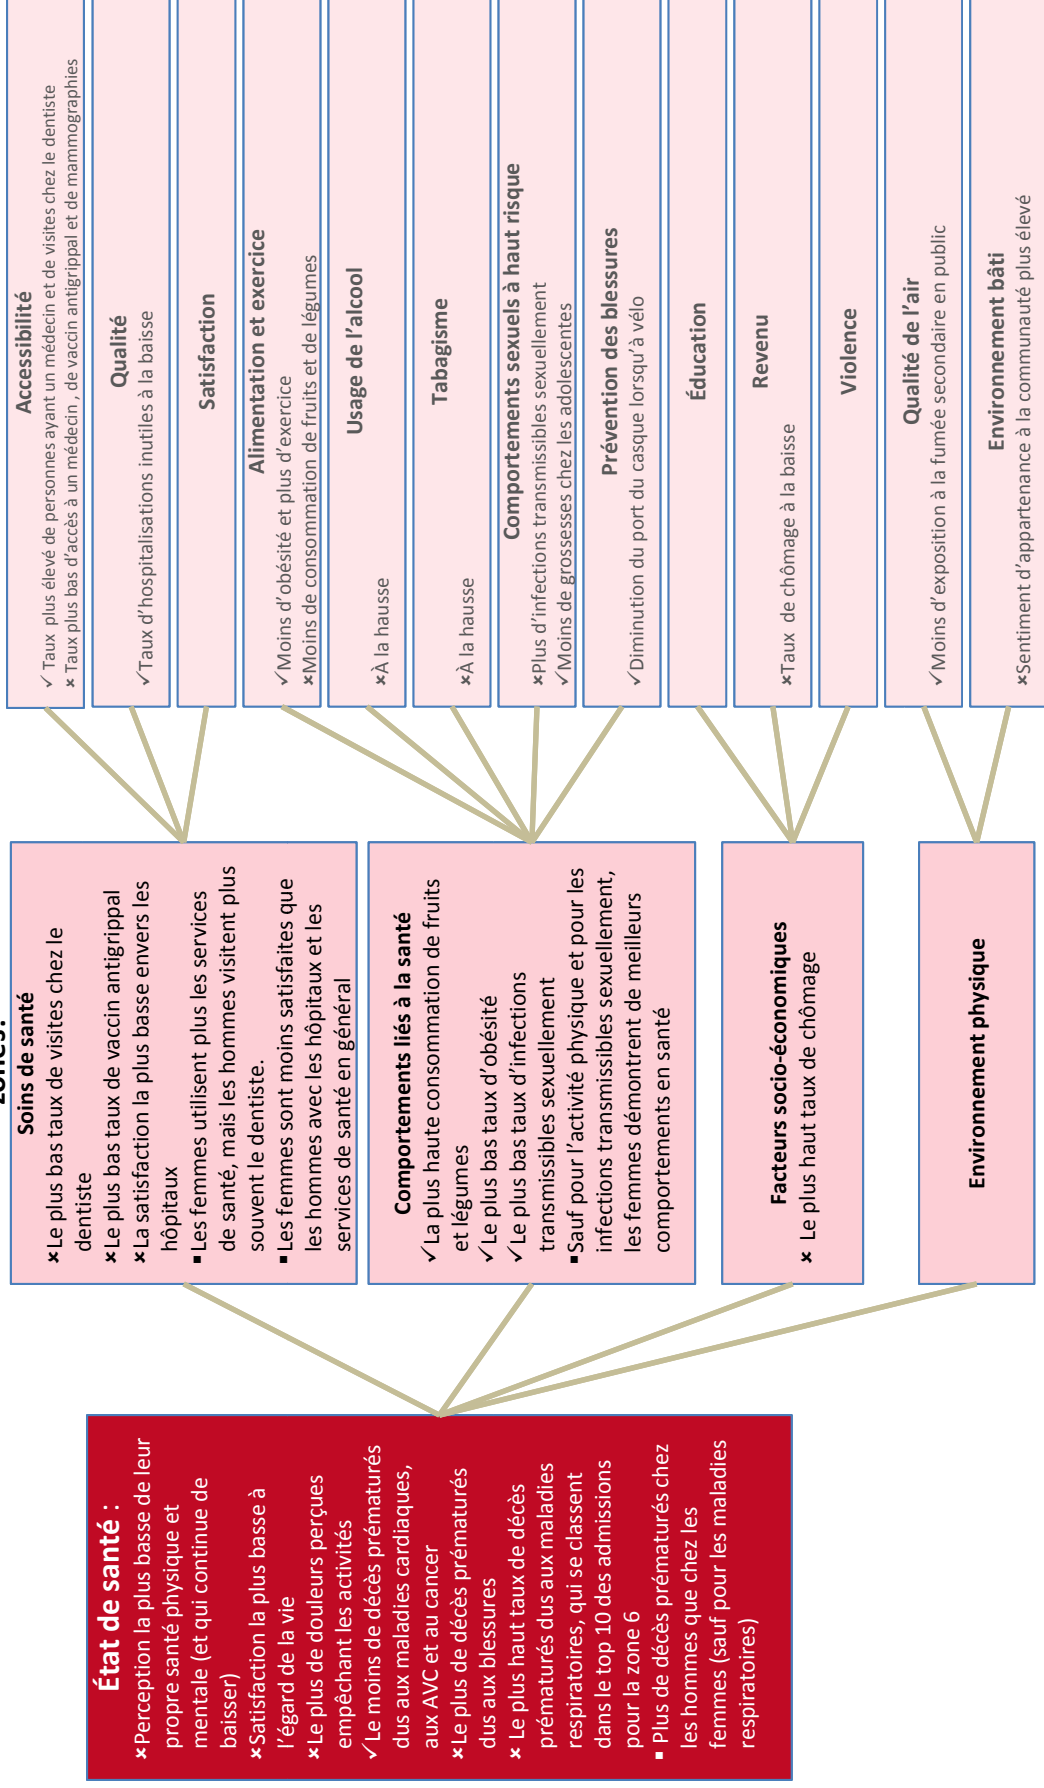 État de santé :
×Perception la plus basse de leur
propre santé physique et
mentale (et qui continue de
baisser)
×Satisfaction la plus basse à
l'égard de la vie
×Le plus de douleurs perçues
empêchant les activités
✓Le moins de décès prématurés
dus aux maladies cardiaques,
aux AVC et au cancer
×Le plus de décès prématurés
dus aux blessures
× Le plus haut taux de décès
prématurés dus aux maladies
respiratoires, qui se classent
dans le top 10 des admissions
pour la zone 6
▪ Plus de décès prématurés chez
les hommes que chez les
femmes (sauf pour les maladies
respiratoires)
Soins de santé
×Le plus bas taux de visites chez le
dentiste
×Le plus bas taux de vaccin antigrippal
×La satisfaction la plus basse envers les
hôpitaux
▪Les femmes utilisent plus les services
de santé, mais les hommes visitent plus
souvent le dentiste.
▪Les femmes sont moins satisfaites que
les hommes avec les hôpitaux et les
services de santé en général
Comportements liés à la santé
✓La plus haute consommation de fruits
et légumes
✓Le plus bas taux d'obésité
✓Le plus bas taux d'infections
transmissibles sexuellement
▪Sauf pour l'activité physique et pour les
infections transmissibles sexuellement,
les femmes démontrent de meilleurs
comportements en santé
Facteurs socio-économiques
× Le plus haut taux de chômage
Environnement physique
Accessibilité
✓ Taux plus élevé de personnes ayant un médecin et de visites chez le dentiste
× Taux plus bas d'accès à un médecin , de vaccin antigrippal et de mammographies
Qualité
✓Taux d'hospitalisations inutiles à la baisse
Satisfaction
Alimentation et exercice
✓Moins d'obésité et plus d'exercice
×Moins de consommation de fruits et de légumes
Usage de l'alcool
×À la hausse
Tabagisme
×À la hausse
Comportements sexuels à haut risque
×Plus d'infections transmissibles sexuellement
✓Moins de grossesses chez les adolescentes
Prévention des blessures
✓Diminution du port du casque lorsqu'à vélo
Éducation
Revenu
×Taux de chômage à la baisse
Violence
Qualité de l'air
✓Moins d'exposition à la fumée secondaire en public
Environnement bâti
×Sentiment d'appartenance à la communauté plus élevé